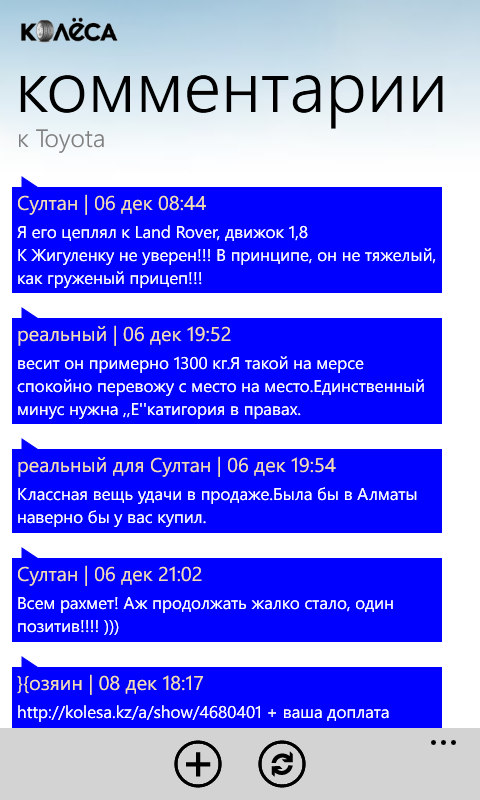 КОЛЁСА
комментарии
к Toyota
Султан | 06 дек 08:44
Я его цеплял к Land Rover, движок 1,8
К Жигуленку не уверен!!! В принципе, он не тяжелый,
как груженый прицеп!!!
реальный | 06 дек 19:52
весит он примерно 1300 кг.Я такой на мерсе
спокойно перевожу с место на место.Единственный
минус нужна ,,Е"катигория в правах.
реальный для Султан | 06 дек 19:54
Классная вещь удачи в продаже.Была бы в Алматы
наверно бы у вас купил.
Султан | 06 дек 21:02
Всем рахмет! Аж продолжать жалко стало, один
позитив!!!! )))
}{озяин | 08 дек 18:17
http://kolesa.kz/a/show/4680401 + ваша доплата